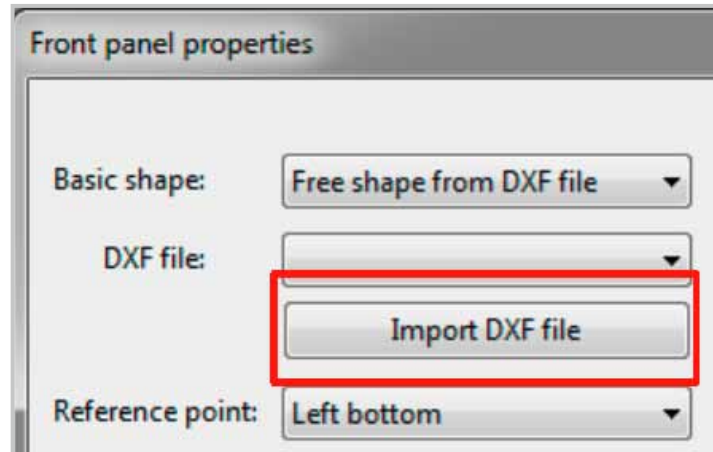 Front panel properties
Basic shape: Free shape from DXF file
DXF file:
Import DXF file
Reference point: Left bottom